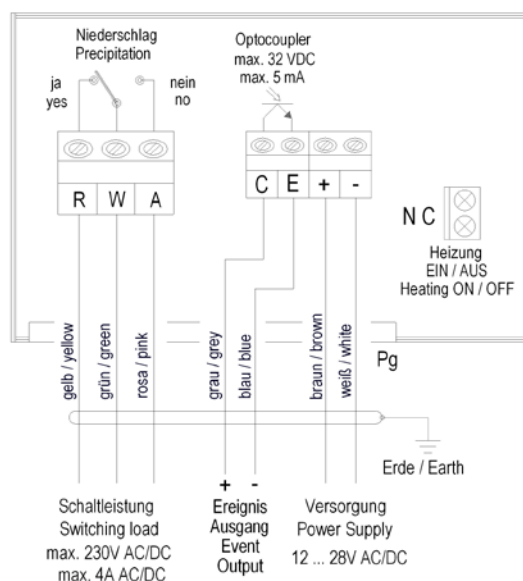 Niederschlag
Precipitation
ja
yes
nein
no
Optocoupler
max. 32 VDC
max. 5 mA
R W A
C E + -
N C
Heizung
EIN / AUS
Heating ON / OFF
gelb / yellow
grün / green
rosa / pink
grau / grey
blau / blue
braun / brown
weiß / white
Pg
Erde / Earth
Schaltleistung
Switching load
max. 230V AC/DC
max. 4A AC/DC
+ -
Ereignis
Ausgang
Event
Output
Versorgung
Power Supply
12 ... 28V AC/DC